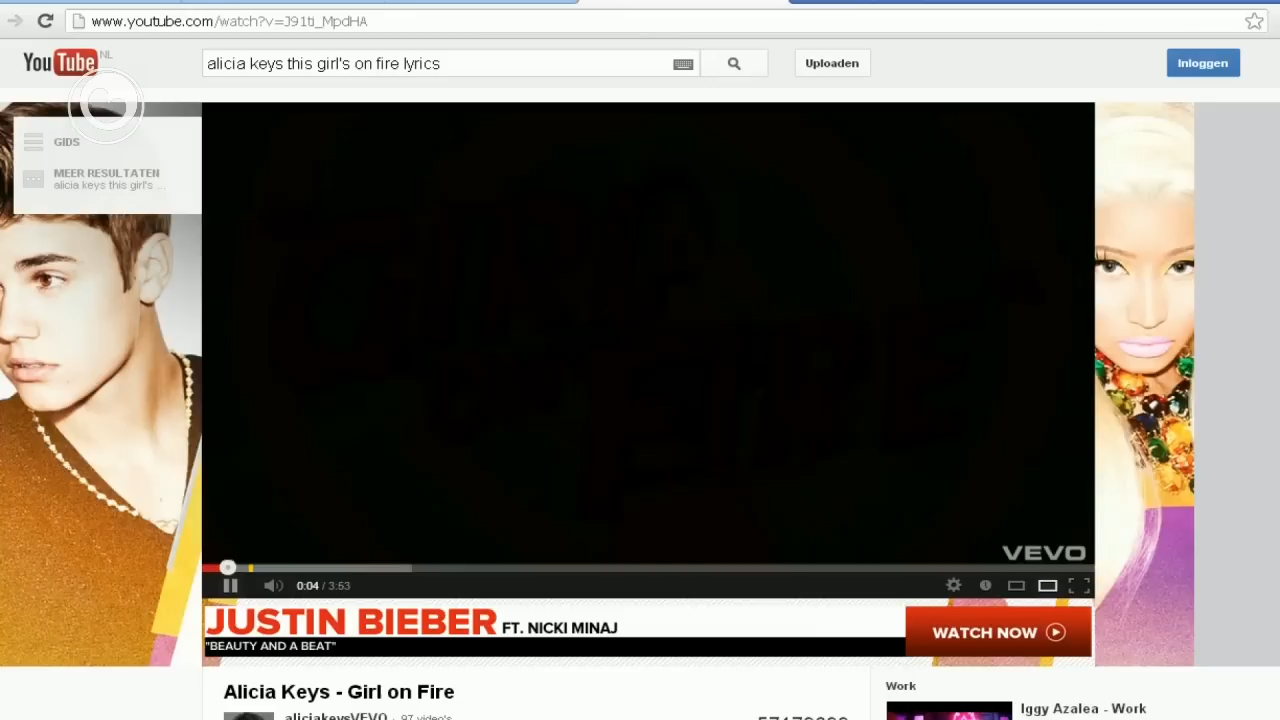 www.youtube.com/watch?v=J91ti_MpdHA
YouTube NL
alicia keys this girl's on fire lyrics
Uploaden
Inloggen
GIDS
MEER RESULTATEN
alicia keys this girl's ...
VEVO
0:04 / 3:53
JUSTIN BIEBER FT. NICKI MINAJ
"BEAUTY AND A BEAT"
WATCH NOW
Alicia Keys - Girl on Fire
Work
aliciakeysVEVO · 97 video's
Iggy Azalea - Work